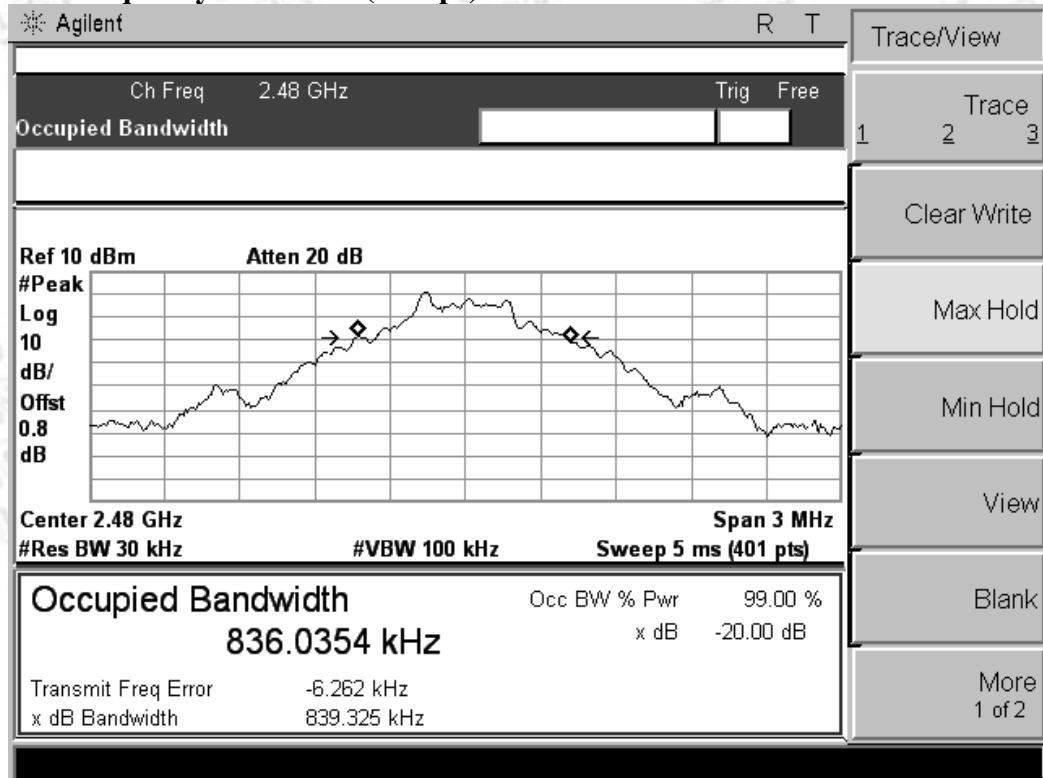 Agilent R T
Trace/View
Ch Freq 2.48 GHz Trig Free
Occupied Bandwidth
Trace
1 2 3
Clear Write
Max Hold
Min Hold
View
Blank
More
1 of 2
Ref 10 dBm Atten 20 dB
#Peak
Log
10
dB/
Offst
0.8
dB
Center 2.48 GHz Span 3 MHz
#Res BW 30 kHz #VBW 100 kHz Sweep 5 ms (401 pts)
Occupied Bandwidth
836.0354 kHz
Occ BW % Pwr 99.00 %
x dB -20.00 dB
Transmit Freq Error -6.262 kHz
x dB Bandwidth 839.325 kHz